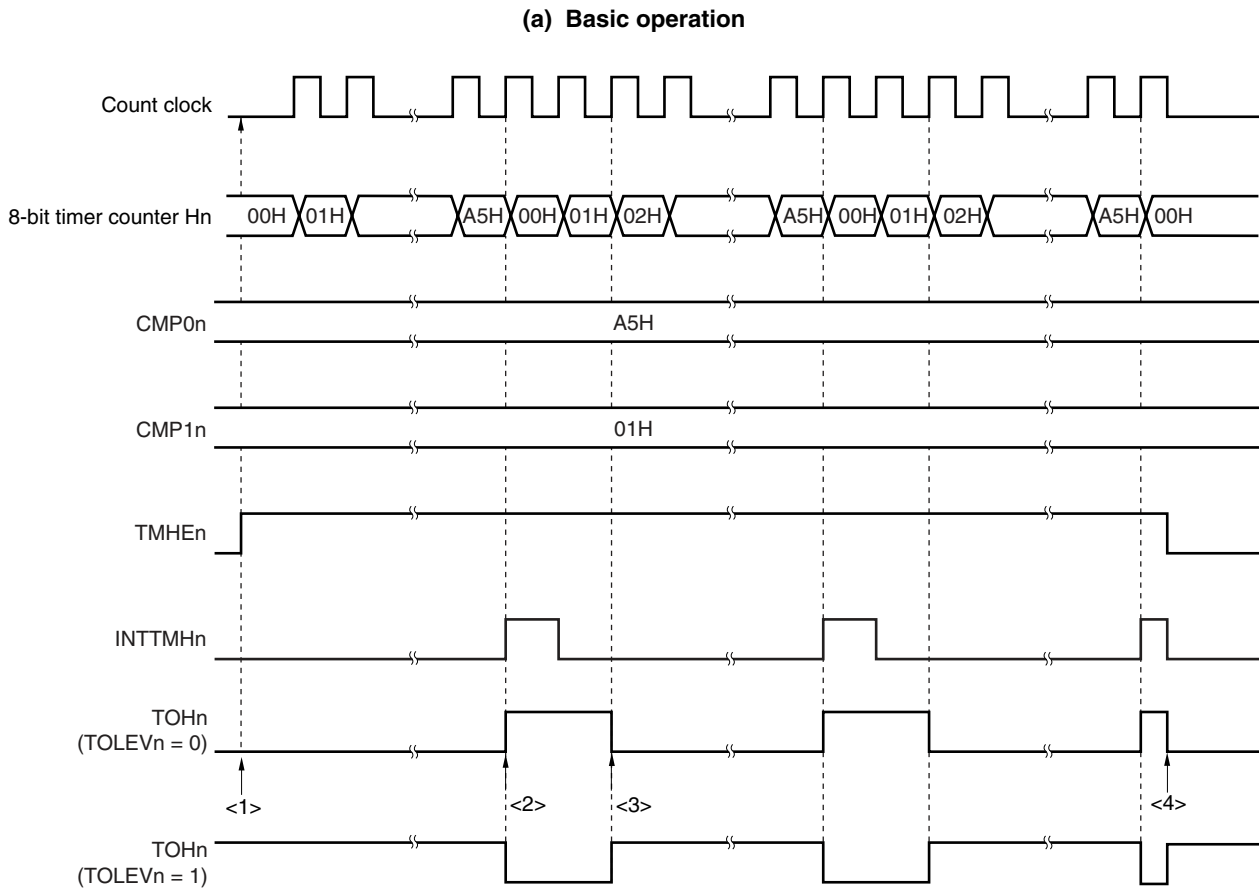 (a) Basic operation
Count clock
8-bit timer counter Hn 00H 01H A5H 00H 01H 02H A5H 00H 01H 02H A5H 00H
CMP0n A5H
CMP1n 01H
TMHEn
INTTMHn
TOHn
(TOLEVn = 0)
<1> <2> <3> <4>
TOHn
(TOLEVn = 1)